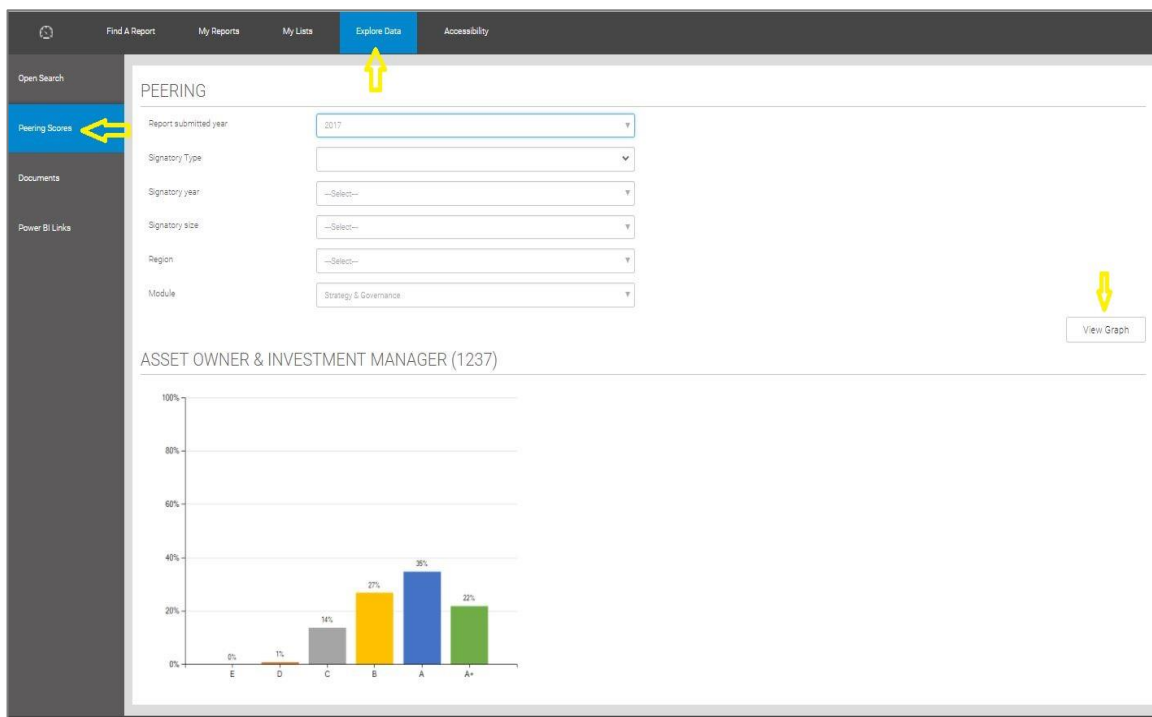 Find A Report My Reports My Lists Explore Data Accessibility
Open Search
Peering Scores
Documents
Power BI Links
PEERING
Report submitted year 2017
Signatory Type
Signatory year ---Select---
Signatory size ---Select---
Region ---Select---
Module Strategy & Governance
View Graph
ASSET OWNER & INVESTMENT MANAGER (1237)
100%
80%
60%
40%
20%
0%
0% 1% 14% 27% 35% 22%
E D C B A A+